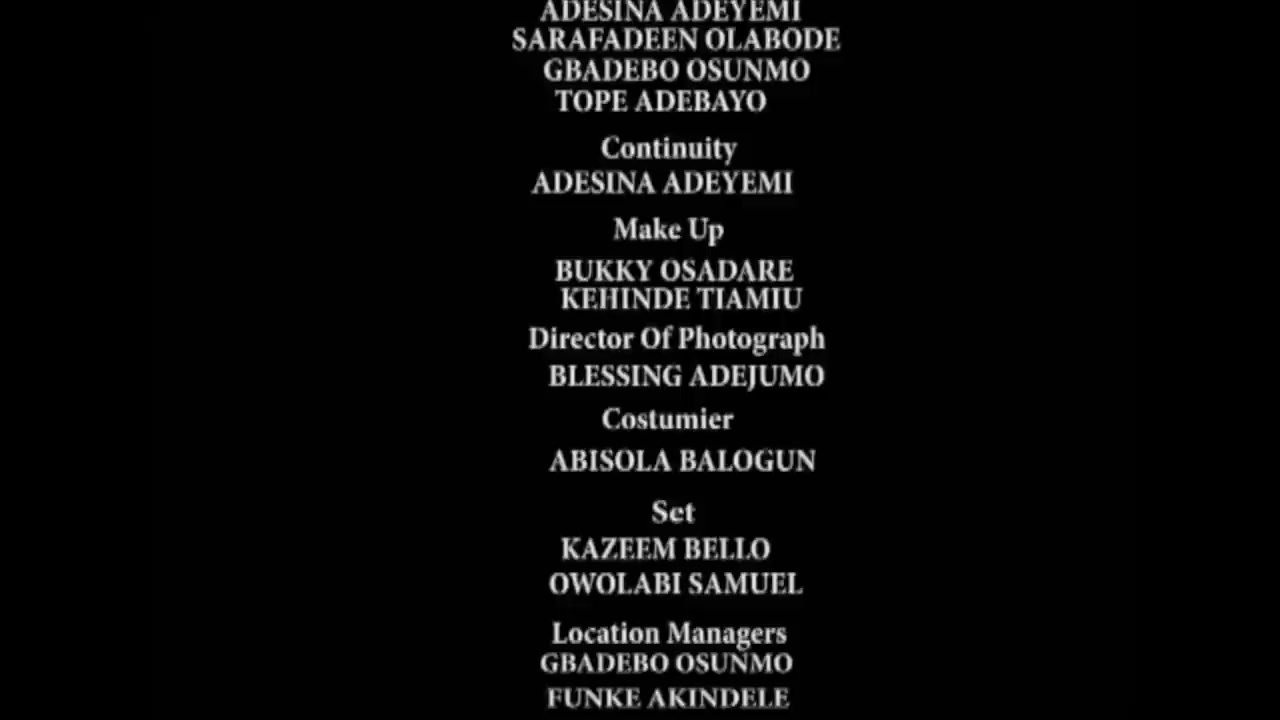 ADESINA ADEYEMI
SARAFADEEN OLABODE
GBADEBO OSUNMO
TOPE ADEBAYO
Continuity
ADESINA ADEYEMI
Make Up
BUKKY OSADARE
KEHINDE TIAMIU
Director Of Photograph
BLESSING ADEJUMO
Costumier
ABISOLA BALOGUN
Set
KAZEEM BELLO
OWOLABI SAMUEL
Location Managers
GBADEBO OSUNMO
FUNKE AKINDELE